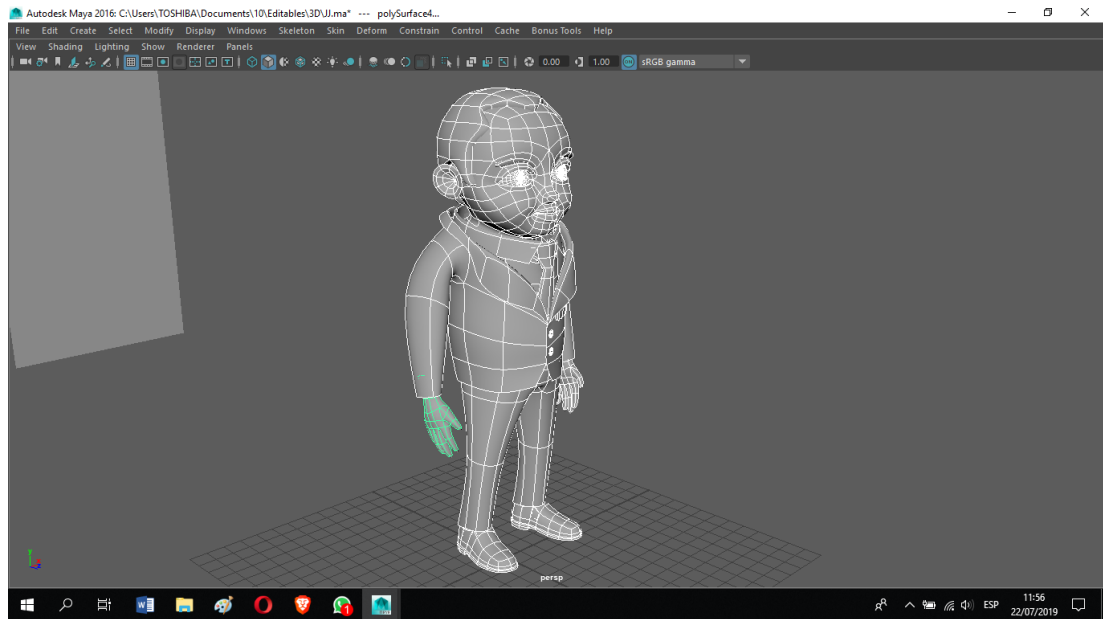 Autodesk Maya 2016: C:\Users\TOSHIBA\Documents\10\Editables\3D\JJ.ma* --- polySurface4...
File Edit Create Select Modify Display Windows Skeleton Skin Deform Constrain Control Cache Bonus Tools Help
View Shading Lighting Show Renderer Panels
0.00 1.00 sRGB gamma
persp
ESP 11:56
22/07/2019